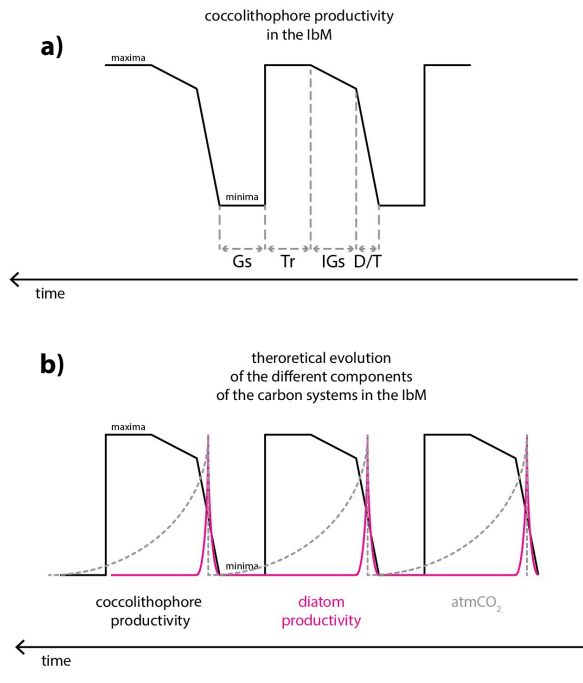 a)
coccolithophore productivity
in the IbM
maxima
minima
Gs
Tr
IGs
D/T
time
b)
theroretical evolution
of the different components
of the carbon systems in the IbM
maxima
minima
coccolithophore
productivity
diatom
productivity
atmCO₂
time